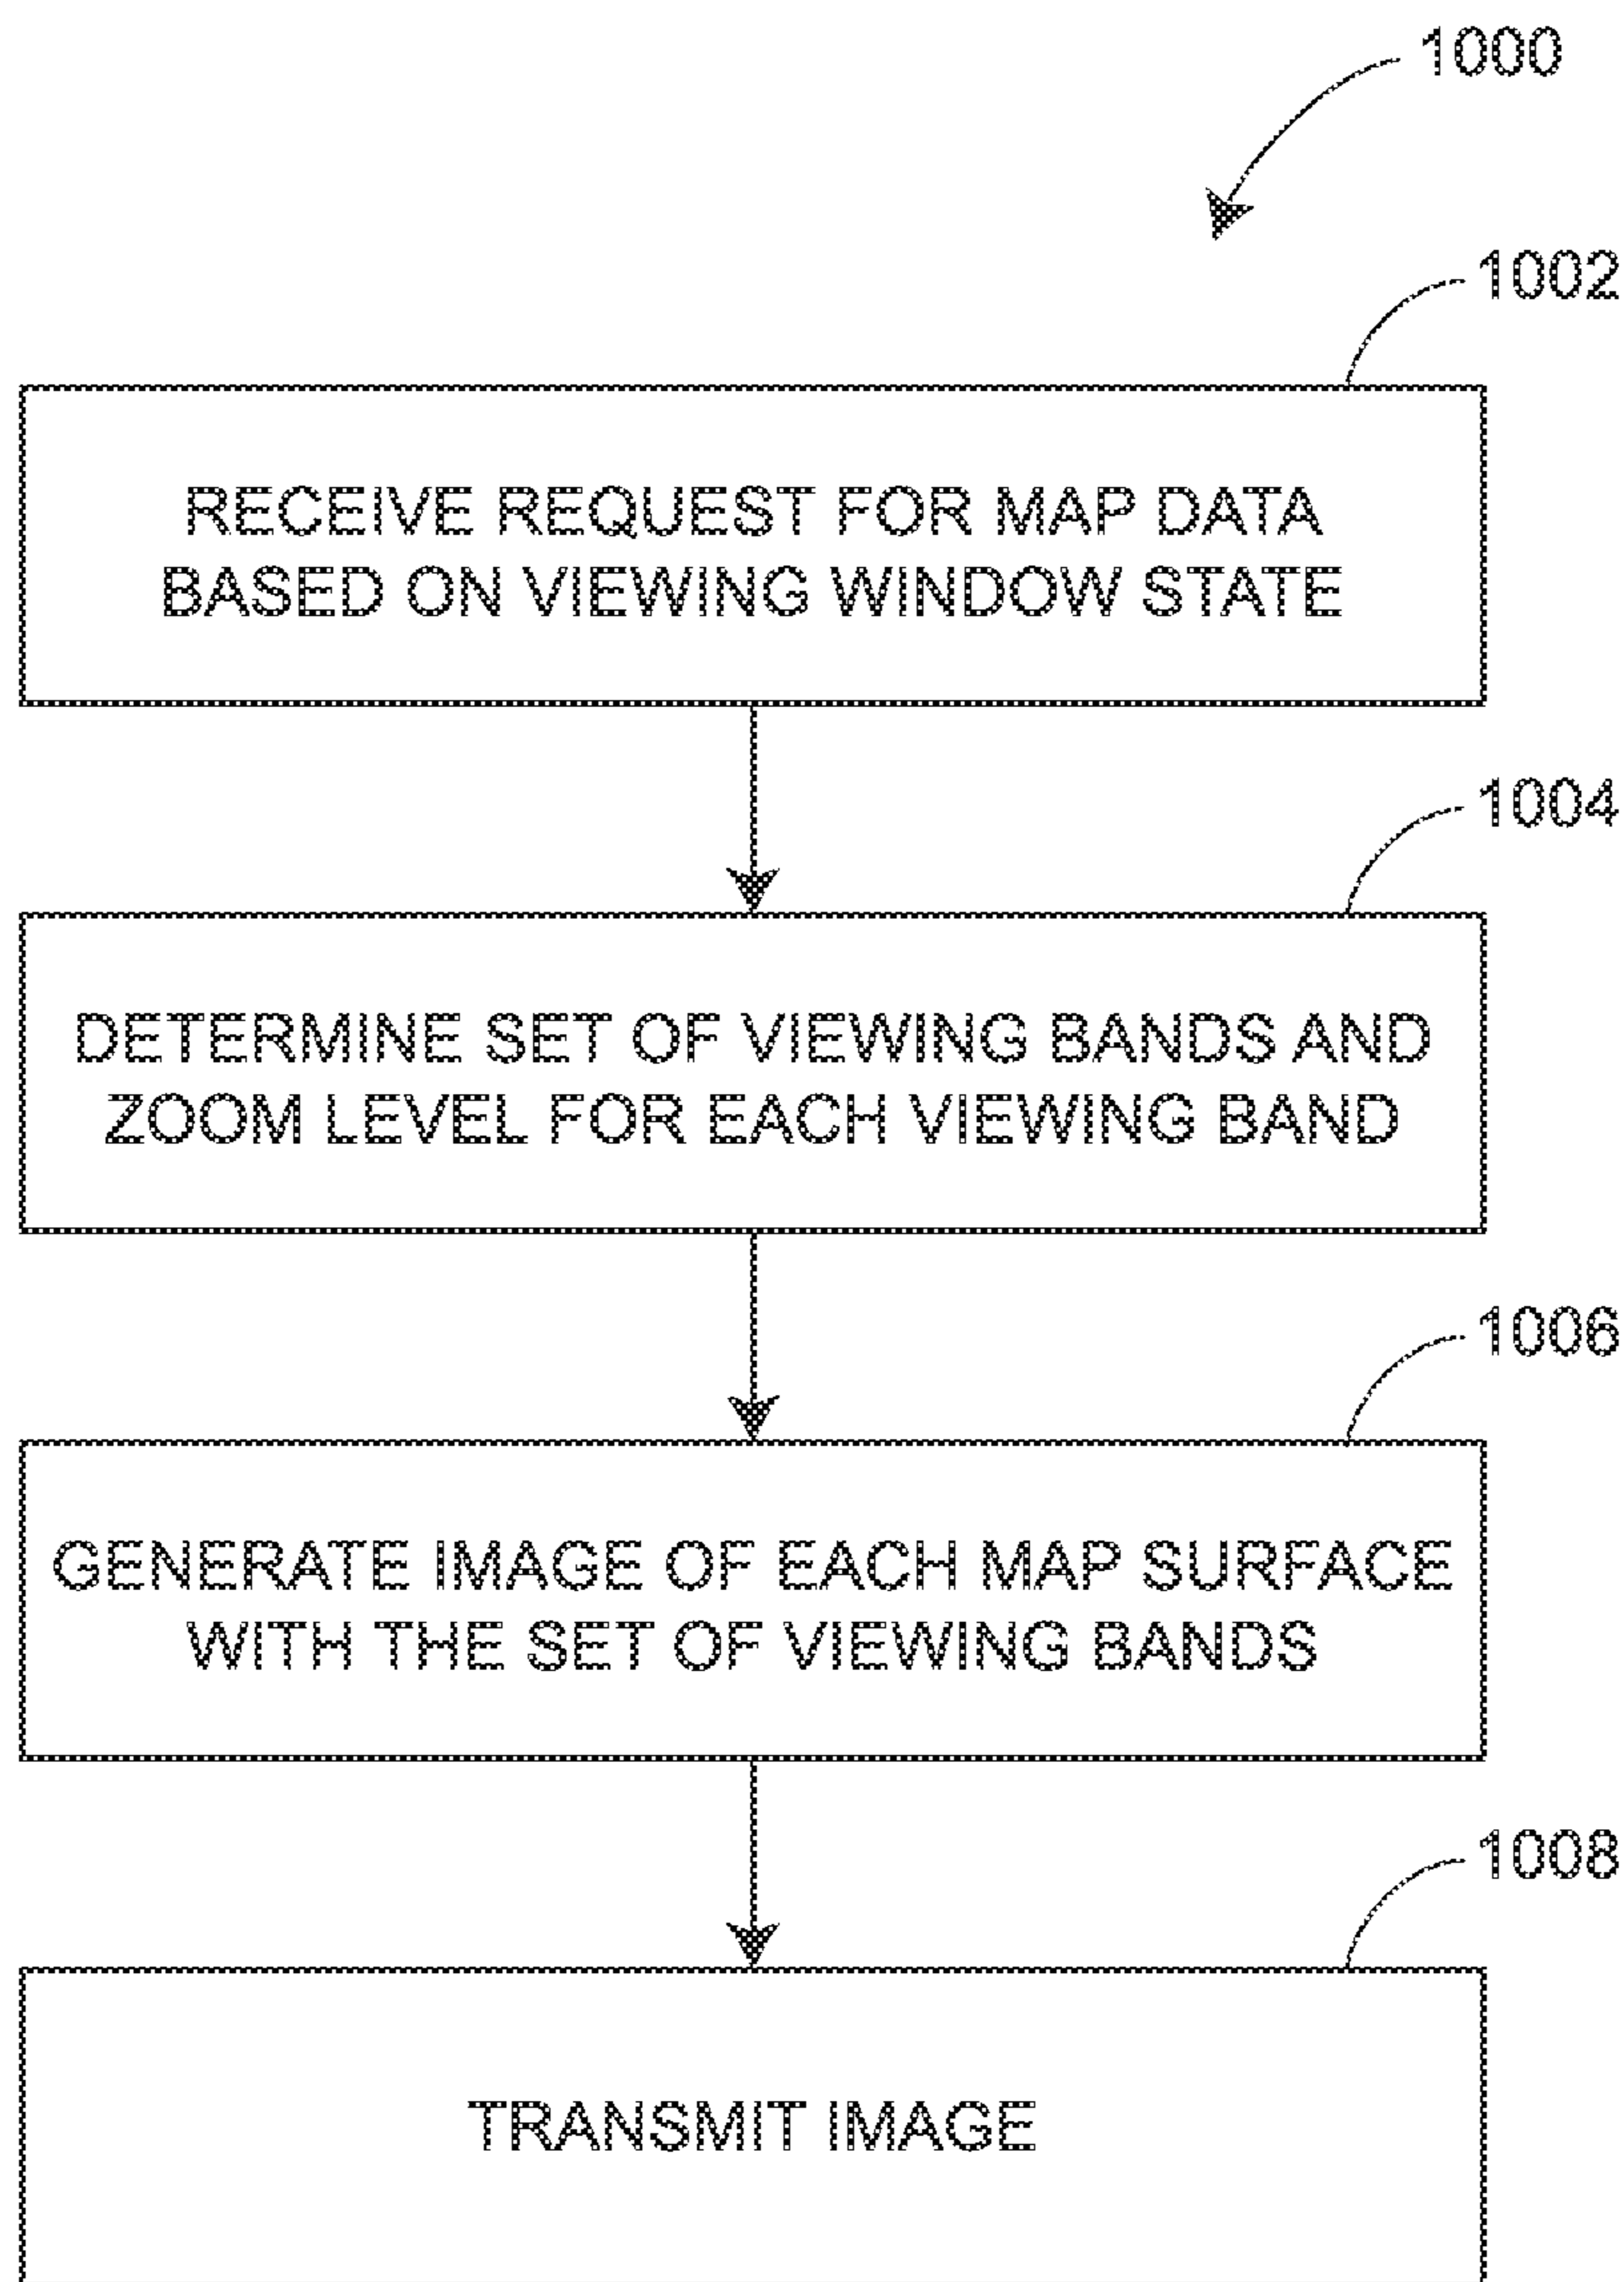 1000
1002
RECEIVE REQUEST FOR MAP DATA
BASED ON VIEWING WINDOW STATE
1004
DETERMINE SET OF VIEWING BANDS AND
ZOOM LEVEL FOR EACH VIEWING BAND
1006
GENERATE IMAGE OF EACH MAP SURFACE
WITH THE SET OF VIEWING BANDS
1008
TRANSMIT IMAGE